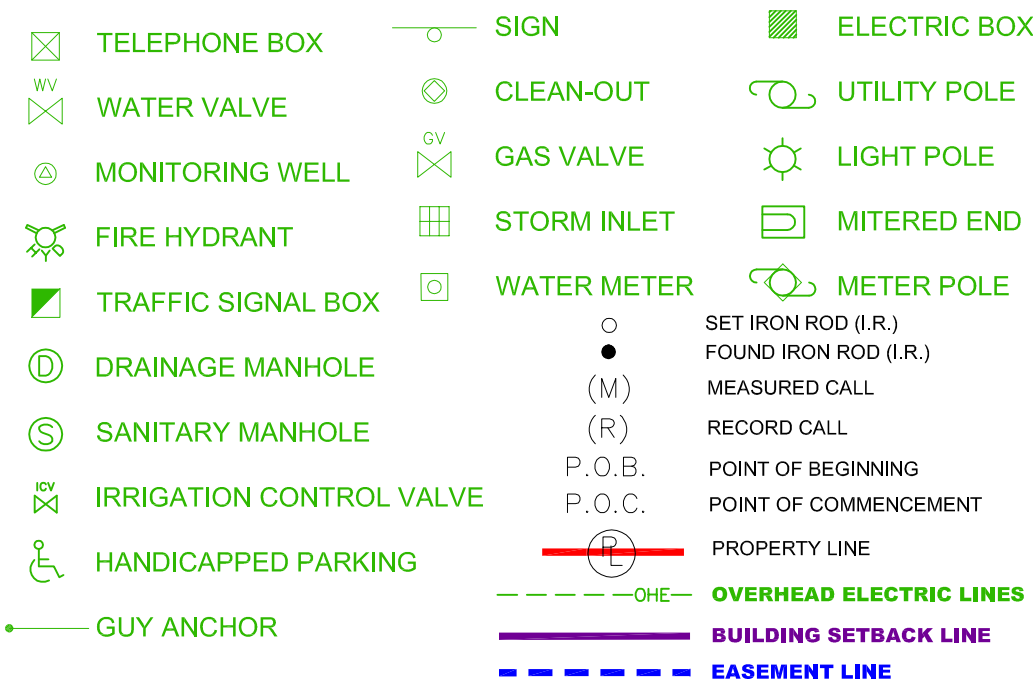 TELEPHONE BOX
WV
WATER VALVE
MONITORING WELL
FIRE HYDRANT
TRAFFIC SIGNAL BOX
D DRAINAGE MANHOLE
S SANITARY MANHOLE
ICV
IRRIGATION CONTROL VALVE
HANDICAPPED PARKING
GUY ANCHOR
SIGN
CLEAN-OUT
GV
GAS VALVE
STORM INLET
WATER METER
ELECTRIC BOX
UTILITY POLE
LIGHT POLE
MITERED END
METER POLE
SET IRON ROD (I.R.)
FOUND IRON ROD (I.R.)
(M) MEASURED CALL
(R) RECORD CALL
P.O.B. POINT OF BEGINNING
P.O.C. POINT OF COMMENCEMENT
PL PROPERTY LINE
OHE OVERHEAD ELECTRIC LINES
BUILDING SETBACK LINE
EASEMENT LINE